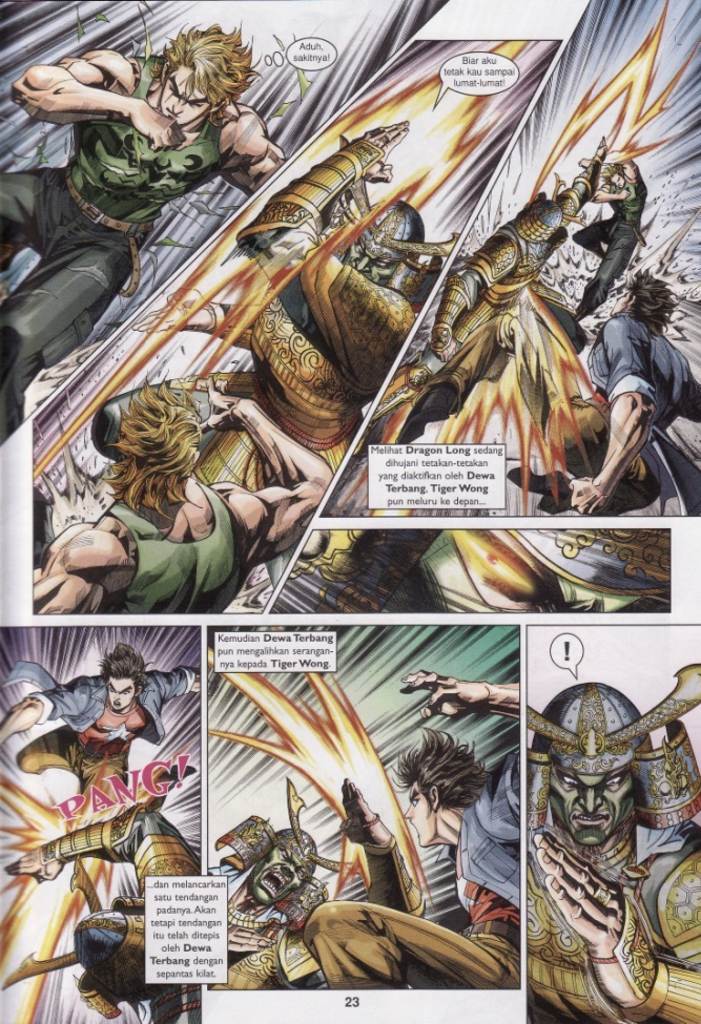 Aduh,
sakitnya!
Biar aku
tetak kau sampai
lumat-lumat!
Melihat Dragon Long sedang
dihujani tetakan-tetakan
yang diaktifkan oleh Dewa
Terbang, Tiger Wong
pun meluru ke depan...
PANG!
...dan melancarkan
satu tendangan
padanya. Akan
tetapi tendangan
itu telah ditepis
oleh Dewa
Terbang dengan
sepantas kilat.
Kemudian Dewa Terbang
pun mengalihkan serangan-
nya kepada Tiger Wong.
!
23